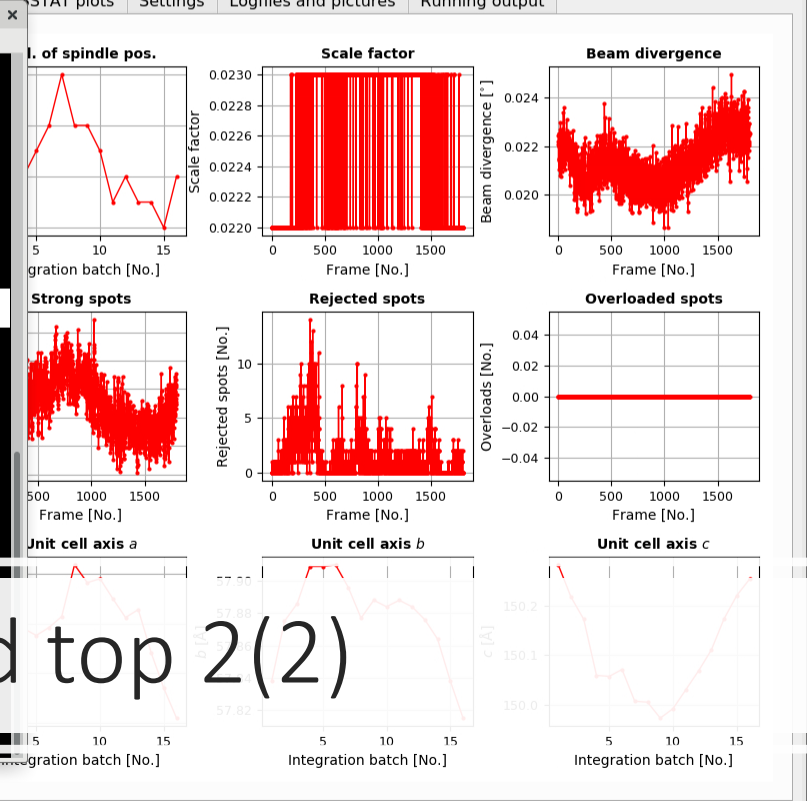 STAT plots Settings Logfiles and pictures Running output
l. of spindle pos. Scale factor Beam divergence
0.0230
0.0228
0.0226
0.0224
0.0222
0.0220
Scale factor
0.024
0.022
0.020
Beam divergence [°]
5 10 15 0 500 1000 1500 0 500 1000 1500
gration batch [No.] Frame [No.] Frame [No.]
Strong spots Rejected spots Overloaded spots
10
5
0
Rejected spots [No.]
0.04
0.02
0.00
−0.02
−0.04
Overloads [No.]
500 1000 1500 0 500 1000 1500 0 500 1000 1500
Frame [No.] Frame [No.] Frame [No.]
Unit cell axis a Unit cell axis b Unit cell axis c
57.90
57.88
57.82
b [Å]
150.2
150.1
150.0
c [Å]
d top 2(2)
5 10 15 5 10 15 5 10 15
Integration batch [No.] Integration batch [No.] Integration batch [No.]